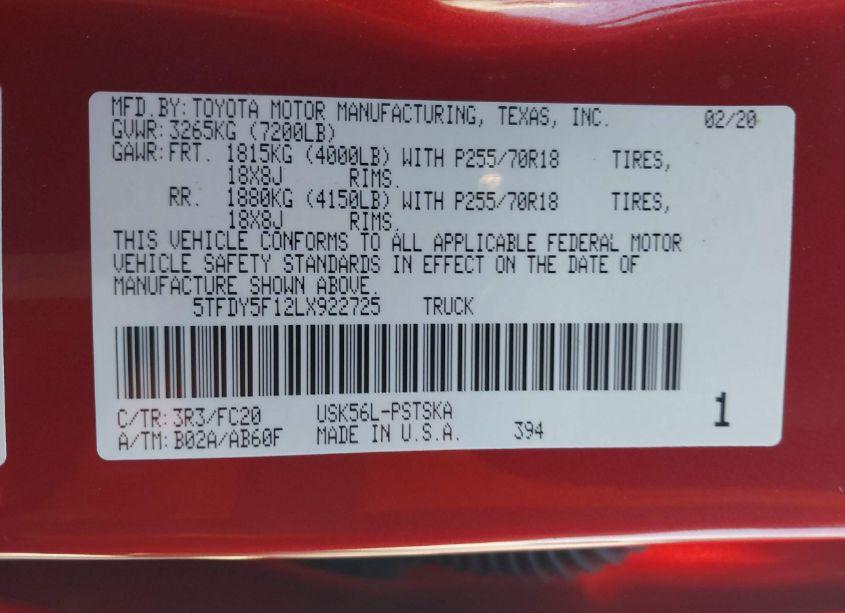 MFD.BY:TOYOTA MOTOR MANUFACTURING, TEXAS, INC. 02/20
GVWR:3265KG (7200LB)
GAWR:FRT. 1815KG (4000LB) WITH P255/70R18 TIRES,
18X8J RIMS.
RR. 1880KG (4150LB) WITH P255/70R18 TIRES,
18X8J RIMS.
THIS VEHICLE CONFORMS TO ALL APPLICABLE FEDERAL MOTOR
VEHICLE SAFETY STANDARDS IN EFFECT ON THE DATE OF
MANUFACTURE SHOWN ABOVE.
5TFDY5F12LX922725 TRUCK
C/TR:3R3/FC20 USK56L-PSTSKA 1
A/TM:B02A/AB60F MADE IN U.S.A. 394